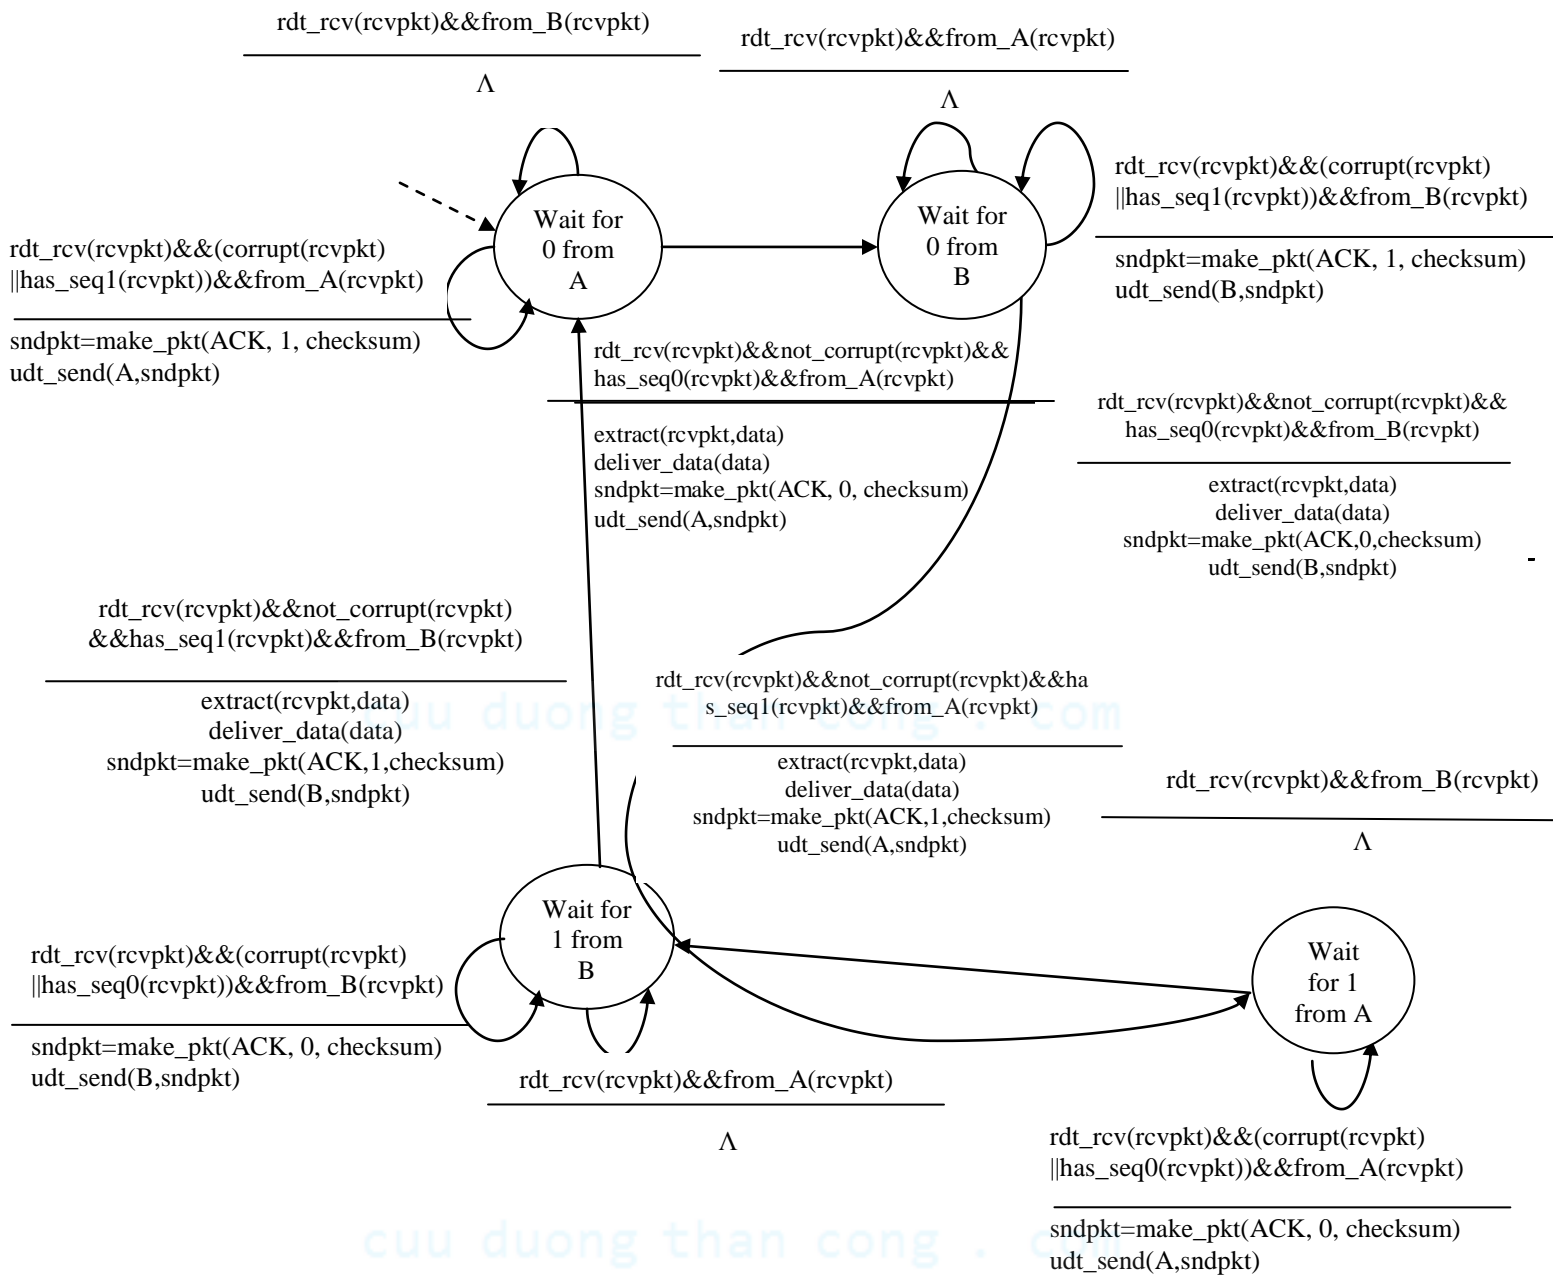 rdt_rcv(rcvpkt)&&from_B(rcvpkt)
Λ
rdt_rcv(rcvpkt)&&from_A(rcvpkt)
Λ
rdt_rcv(rcvpkt)&&(corrupt(rcvpkt)
||has_seq1(rcvpkt))&&from_B(rcvpkt)
sndpkt=make_pkt(ACK, 1, checksum)
udt_send(B,sndpkt)
Wait for
0 from
A
Wait for
0 from
B
rdt_rcv(rcvpkt)&&(corrupt(rcvpkt)
||has_seq1(rcvpkt))&&from_A(rcvpkt)
sndpkt=make_pkt(ACK, 1, checksum)
udt_send(A,sndpkt)
rdt_rcv(rcvpkt)&&not_corrupt(rcvpkt)&&
has_seq0(rcvpkt)&&from_A(rcvpkt)
extract(rcvpkt,data)
deliver_data(data)
sndpkt=make_pkt(ACK, 0, checksum)
udt_send(A,sndpkt)
rdt_rcv(rcvpkt)&&not_corrupt(rcvpkt)&&
has_seq0(rcvpkt)&&from_B(rcvpkt)
extract(rcvpkt,data)
deliver_data(data)
sndpkt=make_pkt(ACK,0,checksum)
udt_send(B,sndpkt)
-
rdt_rcv(rcvpkt)&&not_corrupt(rcvpkt)
&&has_seq1(rcvpkt)&&from_B(rcvpkt)
extract(rcvpkt,data)
deliver_data(data)
sndpkt=make_pkt(ACK,1,checksum)
udt_send(B,sndpkt)
rdt_rcv(rcvpkt)&&not_corrupt(rcvpkt)&&ha
s_seq1(rcvpkt)&&from_A(rcvpkt)
cuu duong than cong . com
extract(rcvpkt,data)
deliver_data(data)
sndpkt=make_pkt(ACK,1,checksum)
udt_send(A,sndpkt)
rdt_rcv(rcvpkt)&&from_B(rcvpkt)
Λ
Wait for
1 from
B
Wait
for 1
from A
rdt_rcv(rcvpkt)&&(corrupt(rcvpkt)
||has_seq0(rcvpkt))&&from_B(rcvpkt)
sndpkt=make_pkt(ACK, 0, checksum)
udt_send(B,sndpkt)
rdt_rcv(rcvpkt)&&from_A(rcvpkt)
Λ
rdt_rcv(rcvpkt)&&(corrupt(rcvpkt)
||has_seq0(rcvpkt))&&from_A(rcvpkt)
sndpkt=make_pkt(ACK, 0, checksum)
udt_send(A,sndpkt)
cuu duong than cong . com